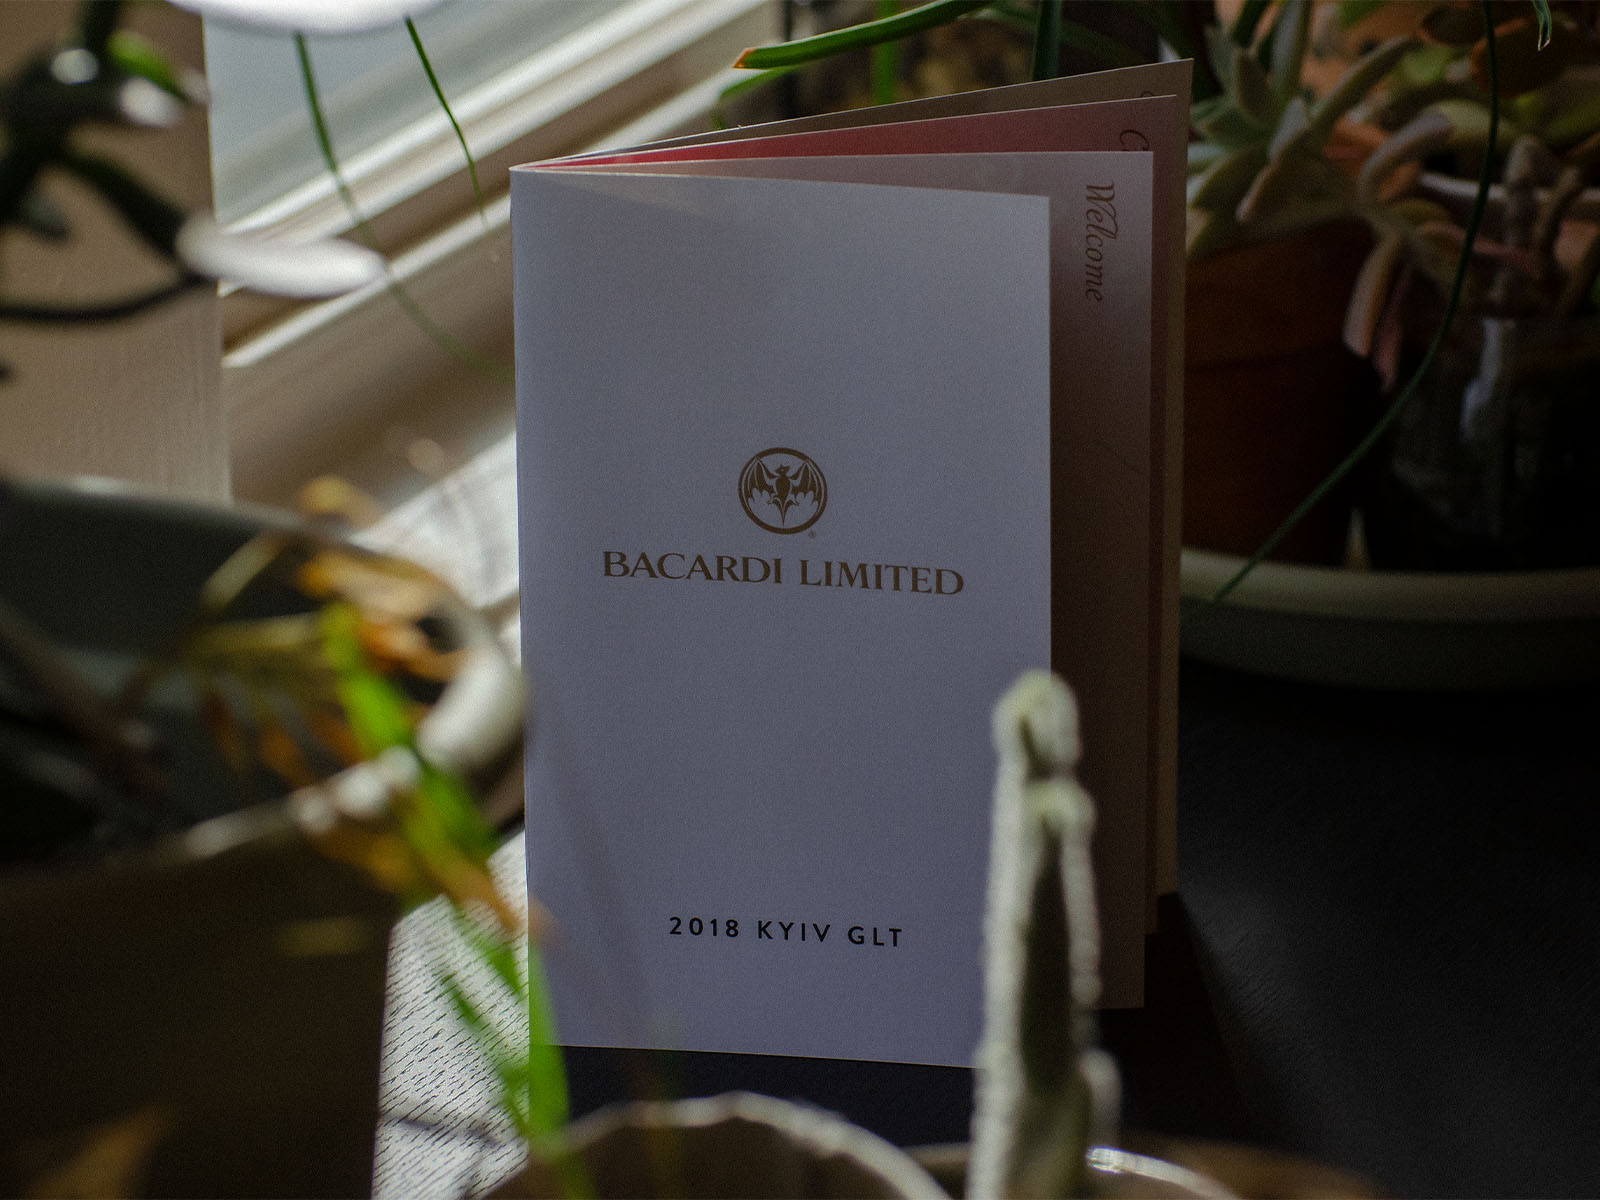 BACARDI LIMITED
2018 KYIV GLT
Welcome